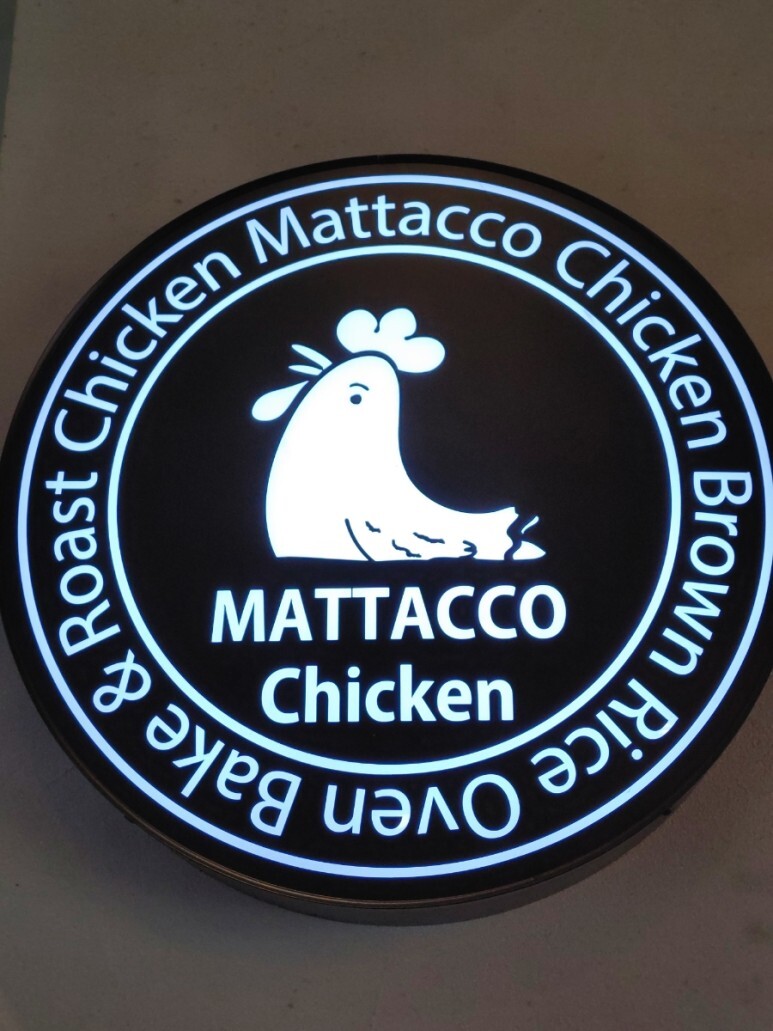 Mattacco Chicken Brown Rice Oven Bake & Roast Chicken
MATTACCO
Chicken